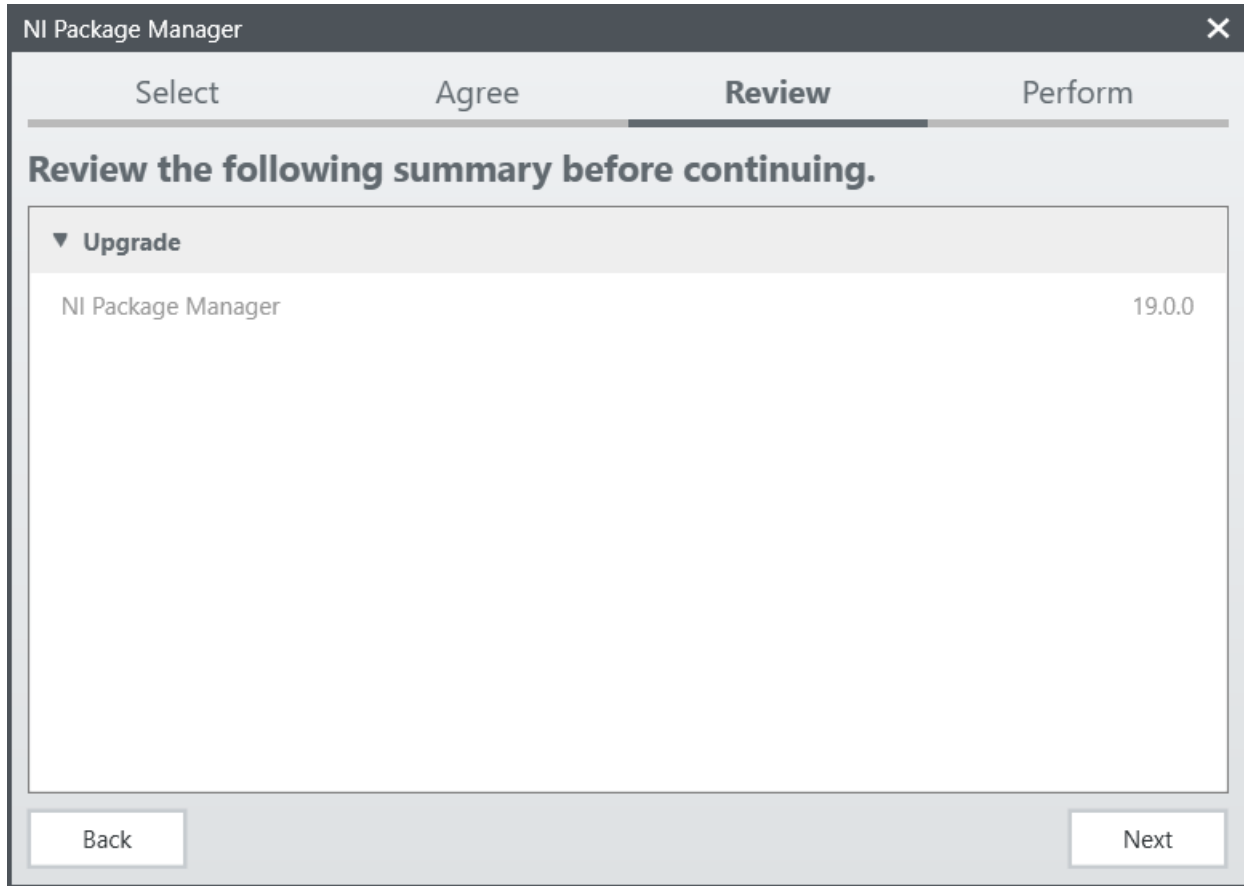 NI Package Manager
Select Agree Review Perform
Review the following summary before continuing.
Upgrade
NI Package Manager 19.0.0
Back Next